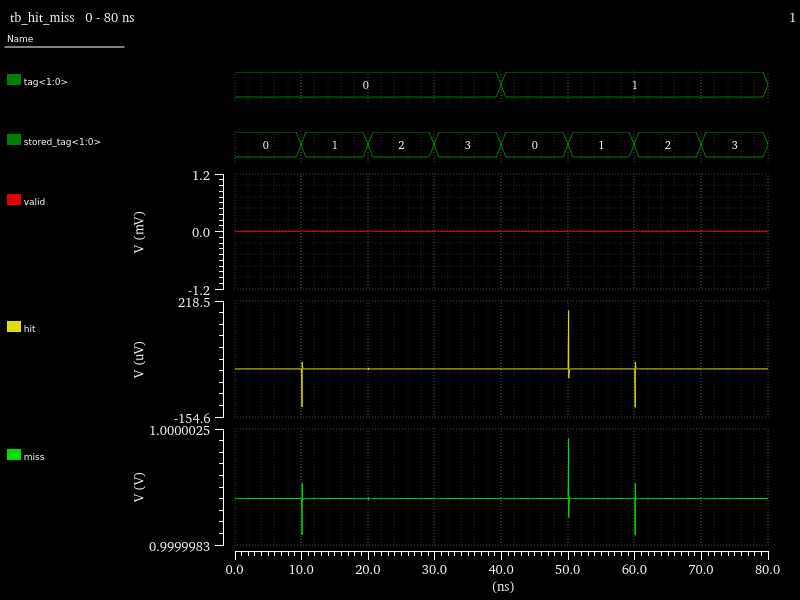 tb_hit_miss 0 - 80 ns 1
Name
tag<1:0> 0 1
stored_tag<1:0> 0 1 2 3 0 1 2 3
1.2
valid
V (mV)
0.0
-1.2
218.5
hit
V (uV)
-154.6
1.0000025
miss
V (V)
0.9999983
0.0 10.0 20.0 30.0 40.0 50.0 60.0 70.0 80.0
(ns)